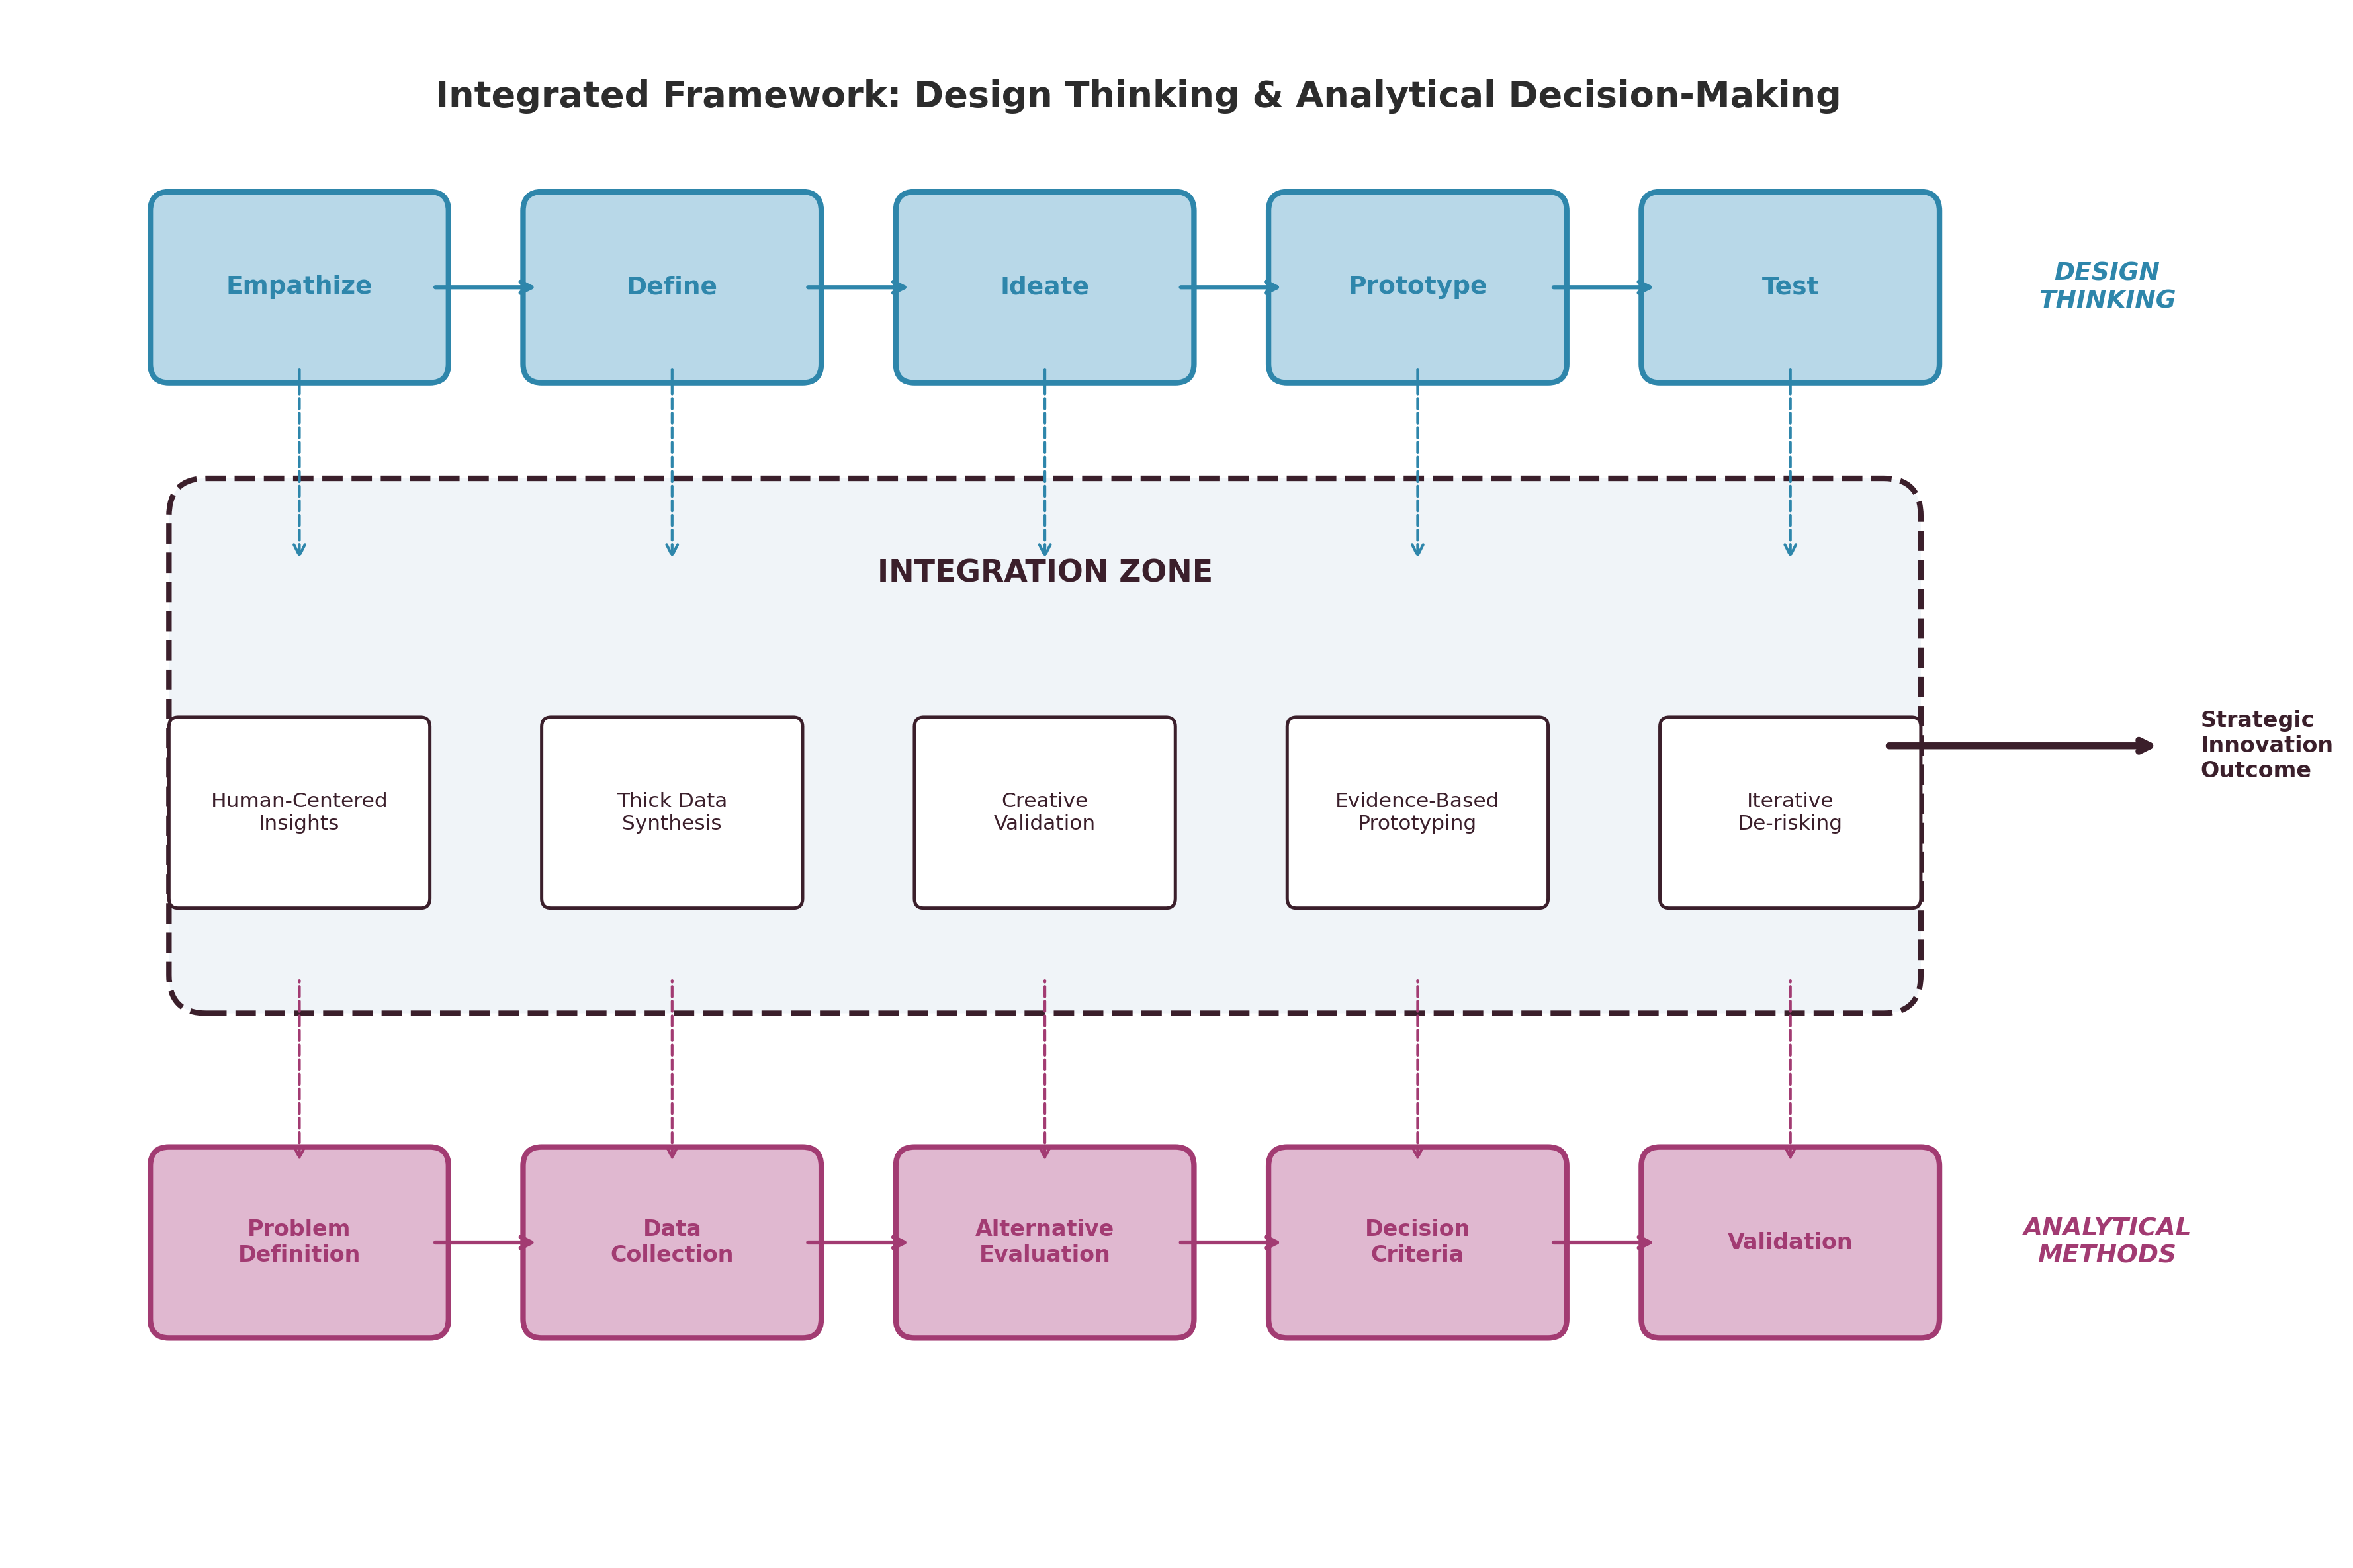 Integrated Framework: Design Thinking & Analytical Decision-Making
Empathize
Define
Ideate
Prototype
Test
DESIGN
THINKING
INTEGRATION ZONE
Human-Centered
Insights
Thick Data
Synthesis
Creative
Validation
Evidence-Based
Prototyping
Iterative
De-risking
Strategic
Innovation
Outcome
Problem
Definition
Data
Collection
Alternative
Evaluation
Decision
Criteria
Validation
ANALYTICAL
METHODS